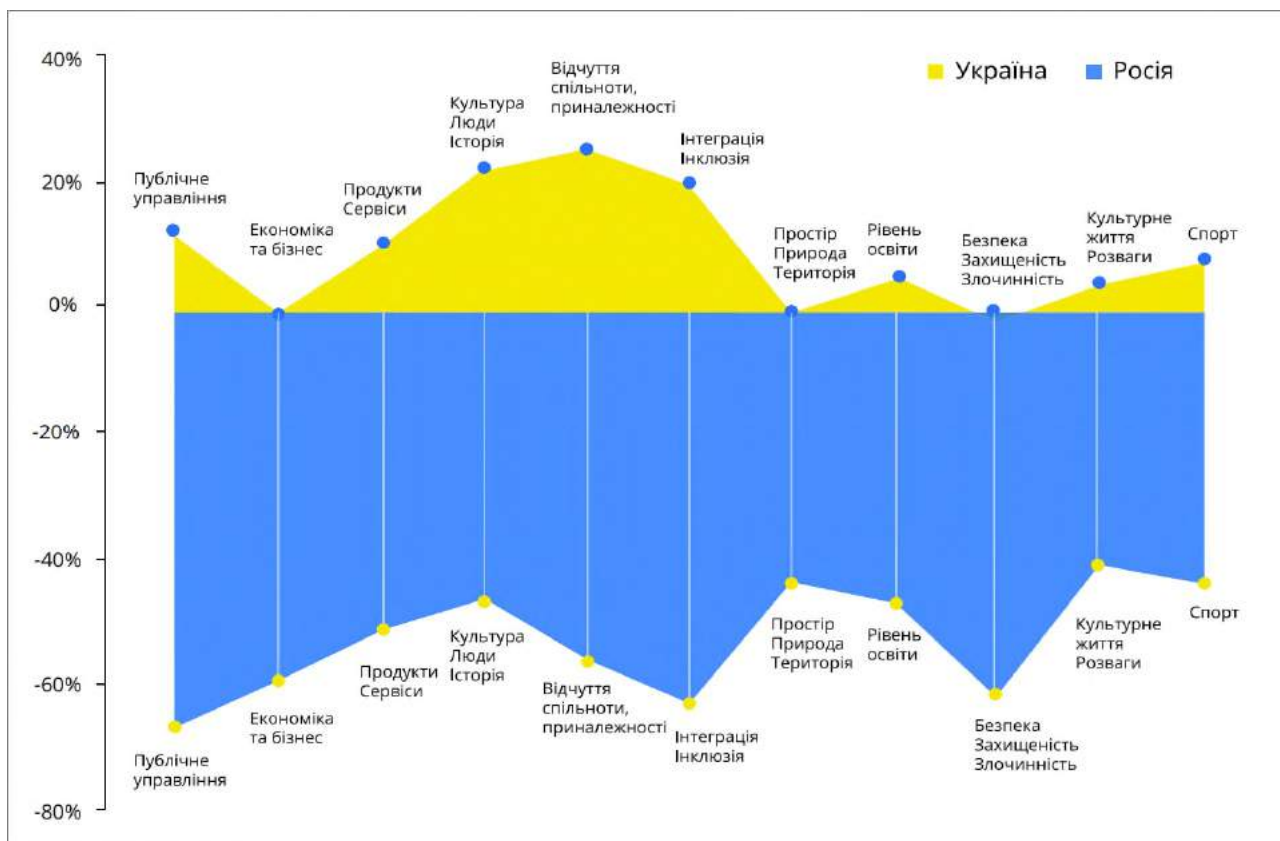 40%
20%
0%
-20%
-40%
-60%
-80%
Україна
Росія
Публічне
управління
Економіка
та бізнес
Продукти
Сервіси
Культура
Люди
Історія
Відчуття
спільноти,
приналежності
Інтеграція
Інклюзія
Простір
Природа
Територія
Рівень
освіти
Безпека
Захищеність
Злочинність
Культурне
життя
Розваги
Спорт
Публічне
управління
Економіка
та бізнес
Продукти
Сервіси
Культура
Люди
Історія
Відчуття
спільноти,
приналежності
Інтеграція
Інклюзія
Простір
Природа
Територія
Рівень
освіти
Безпека
Захищеність
Злочинність
Культурне
життя
Розваги
Спорт